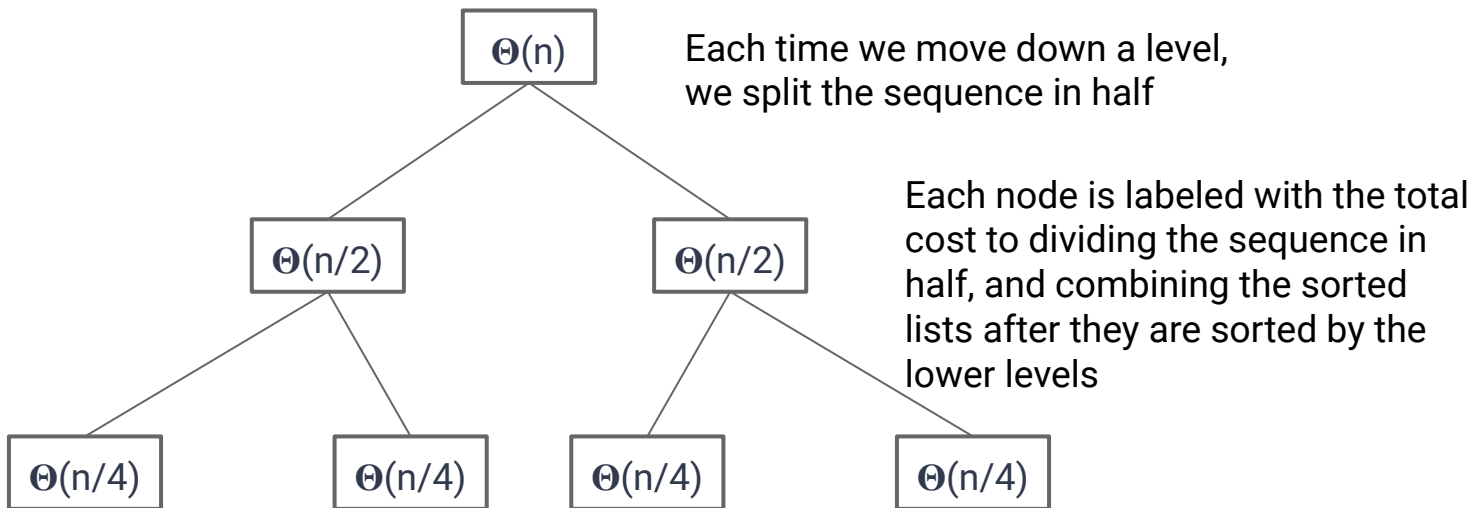 Θ(n)
Each time we move down a level,
we split the sequence in half
Θ(n/2)
Θ(n/2)
Each node is labeled with the total
cost to dividing the sequence in
half, and combining the sorted
lists after they are sorted by the
lower levels
Θ(n/4)
Θ(n/4)
Θ(n/4)
Θ(n/4)